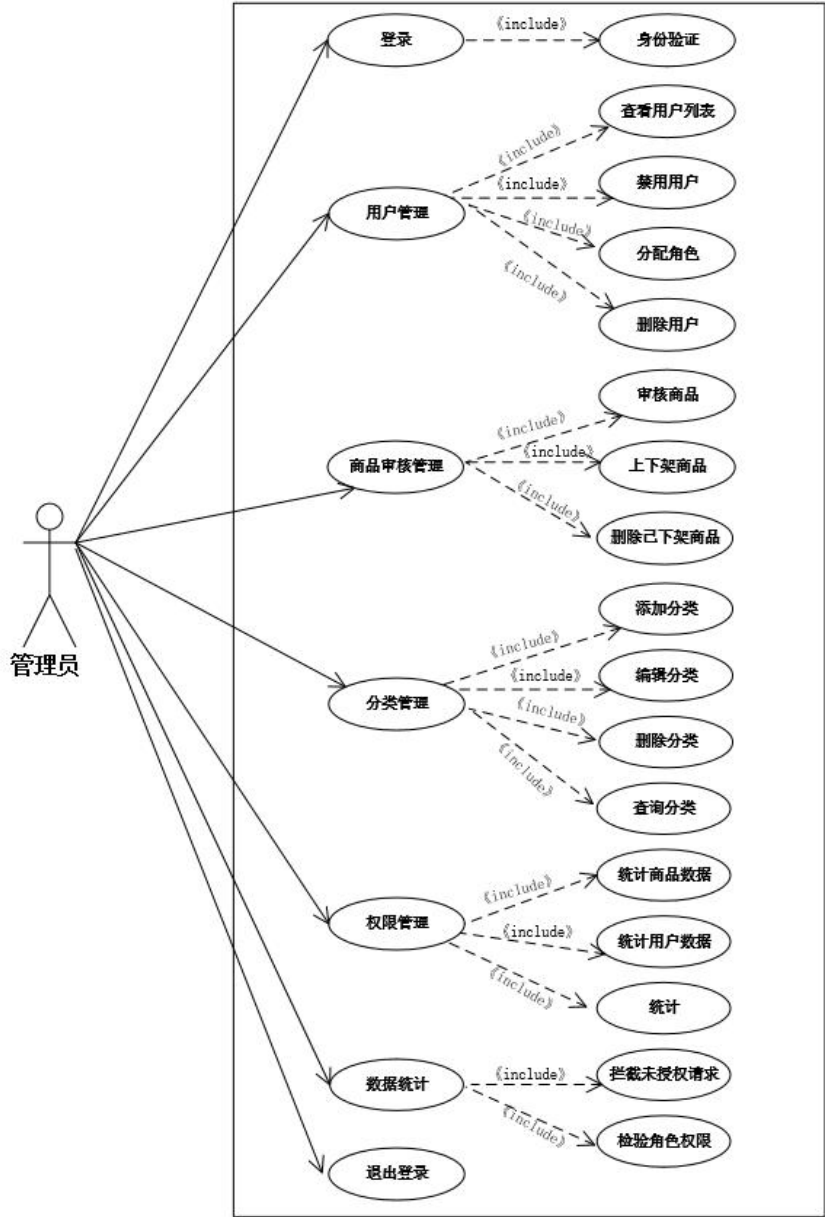 登录
《include》
身份验证
查看用户列表
《include》
《include》
禁用用户
用户管理
《include》
分配角色
《include》
删除用户
审核商品
《include》
商品审核管理
《include》
上下架商品
《include》
删除已下架商品
添加分类
《include》
管理员
《include》
编辑分类
分类管理
《include》
删除分类
《include》
查询分类
统计商品数据
《include》
权限管理
《include》
统计用户数据
《include》
统计
数据统计
《include》
拦截未授权请求
《include》
检验角色权限
退出登录